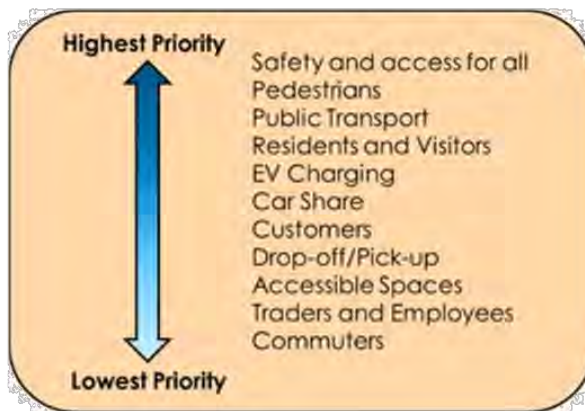 Highest Priority
Safety and access for all
Pedestrians
Public Transport
Residents and Visitors
EV Charging
Car Share
Customers
Drop-off/Pick-up
Accessible Spaces
Traders and Employees
Commuters
Lowest Priority